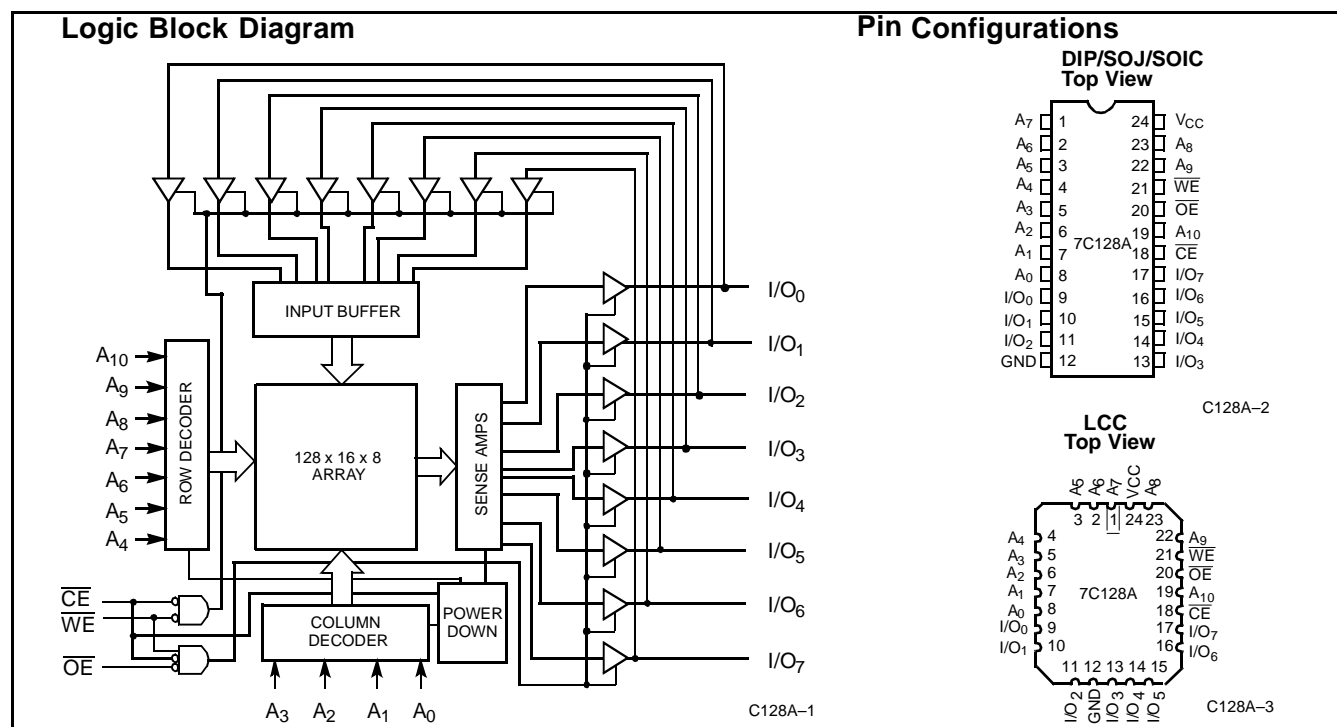 Logic Block Diagram
INPUT BUFFER
A10
A9
A8
A7
A6
A5
A4
ROW DECODER
128 x 16 x 8
ARRAY
SENSE AMPS
I/O0
I/O1
I/O2
I/O3
I/O4
I/O5
I/O6
I/O7
CE
WE
OE
COLUMN
DECODER
POWER
DOWN
A3 A2 A1 A0
C128A–1
Pin Configurations
DIP/SOJ/SOIC
Top View
A7 1 24 VCC
A6 2 23 A8
A5 3 22 A9
A4 4 21 WE
A3 5 20 OE
A2 6 19 A10
7C128A
A1 7 18 CE
A0 8 17 I/O7
I/O0 9 16 I/O6
I/O1 10 15 I/O5
I/O2 11 14 I/O4
GND 12 13 I/O3
C128A–2
LCC
Top View
A5 A6 A7 VCC A8
3 2 1 24 23
A4 4 22 A9
A3 5 21 WE
A2 6 20 OE
A1 7 7C128A 19 A10
A0 8 18 CE
I/O0 9 17 I/O7
I/O1 10 16 I/O6
11 12 13 14 15
I/O2 GND I/O3 I/O4 I/O5
C128A–3